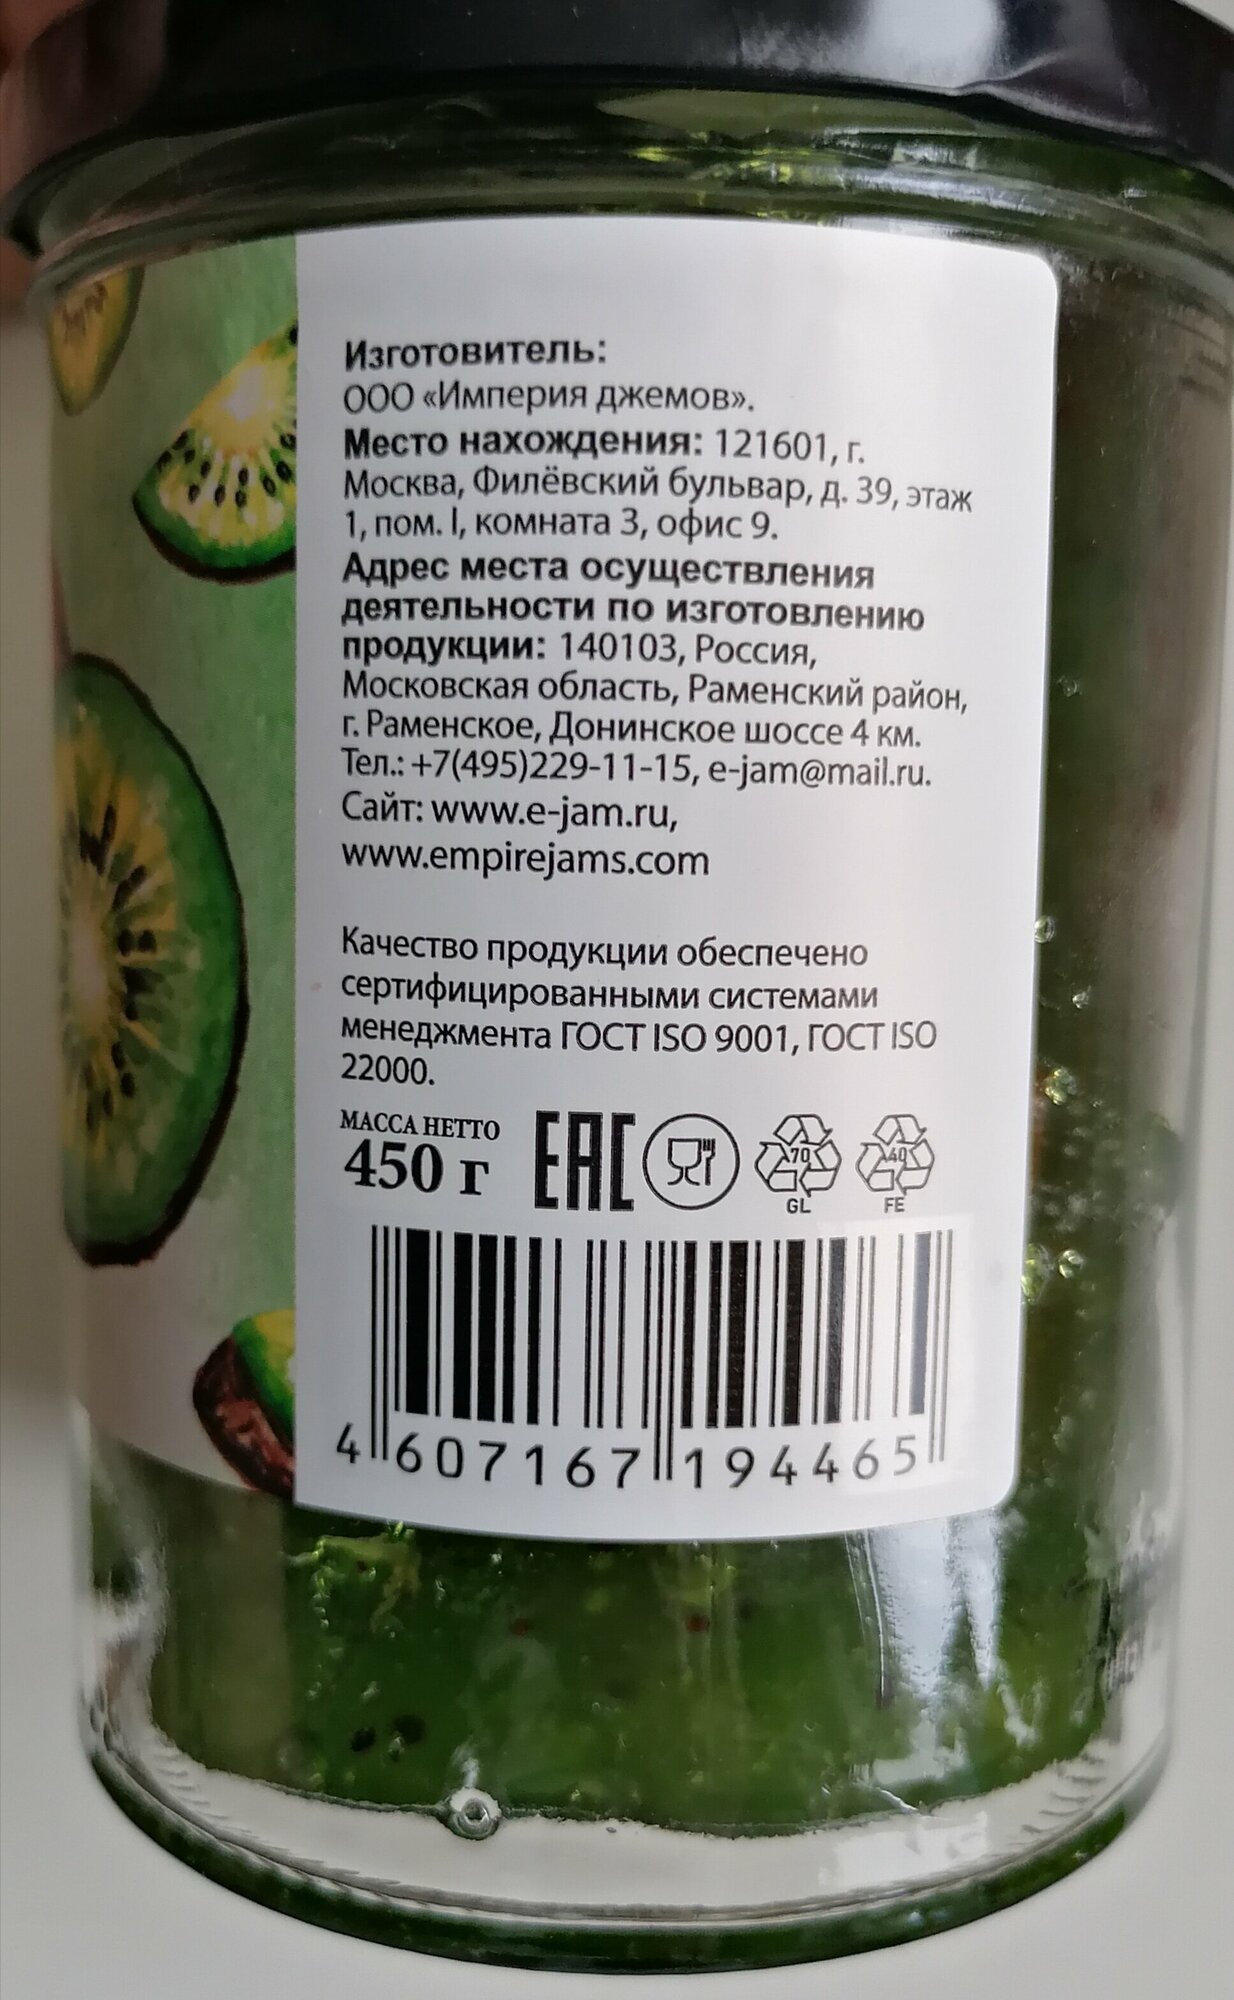 Изготовитель:
ООО «Империя джемов».
Место нахождения: 121601, г.
Москва, Филёвский бульвар, д. 39, этаж
1, пом. I, комната 3, офис 9.
Адрес места осуществления
деятельности по изготовлению
продукции: 140103, Россия,
Московская область, Раменский район,
г. Раменское, Донинское шоссе 4 км.
Тел.: +7(495)229-11-15, e-jam@mail.ru.
Сайт: www.e-jam.ru,
www.empirejams.com
Качество продукции обеспечено
сертифицированными системами
менеджмента ГОСТ ISO 9001, ГОСТ ISO
22000.
МАССА НЕТТО
450 г
EAC
70
GL
40
FE
4 607167 194465